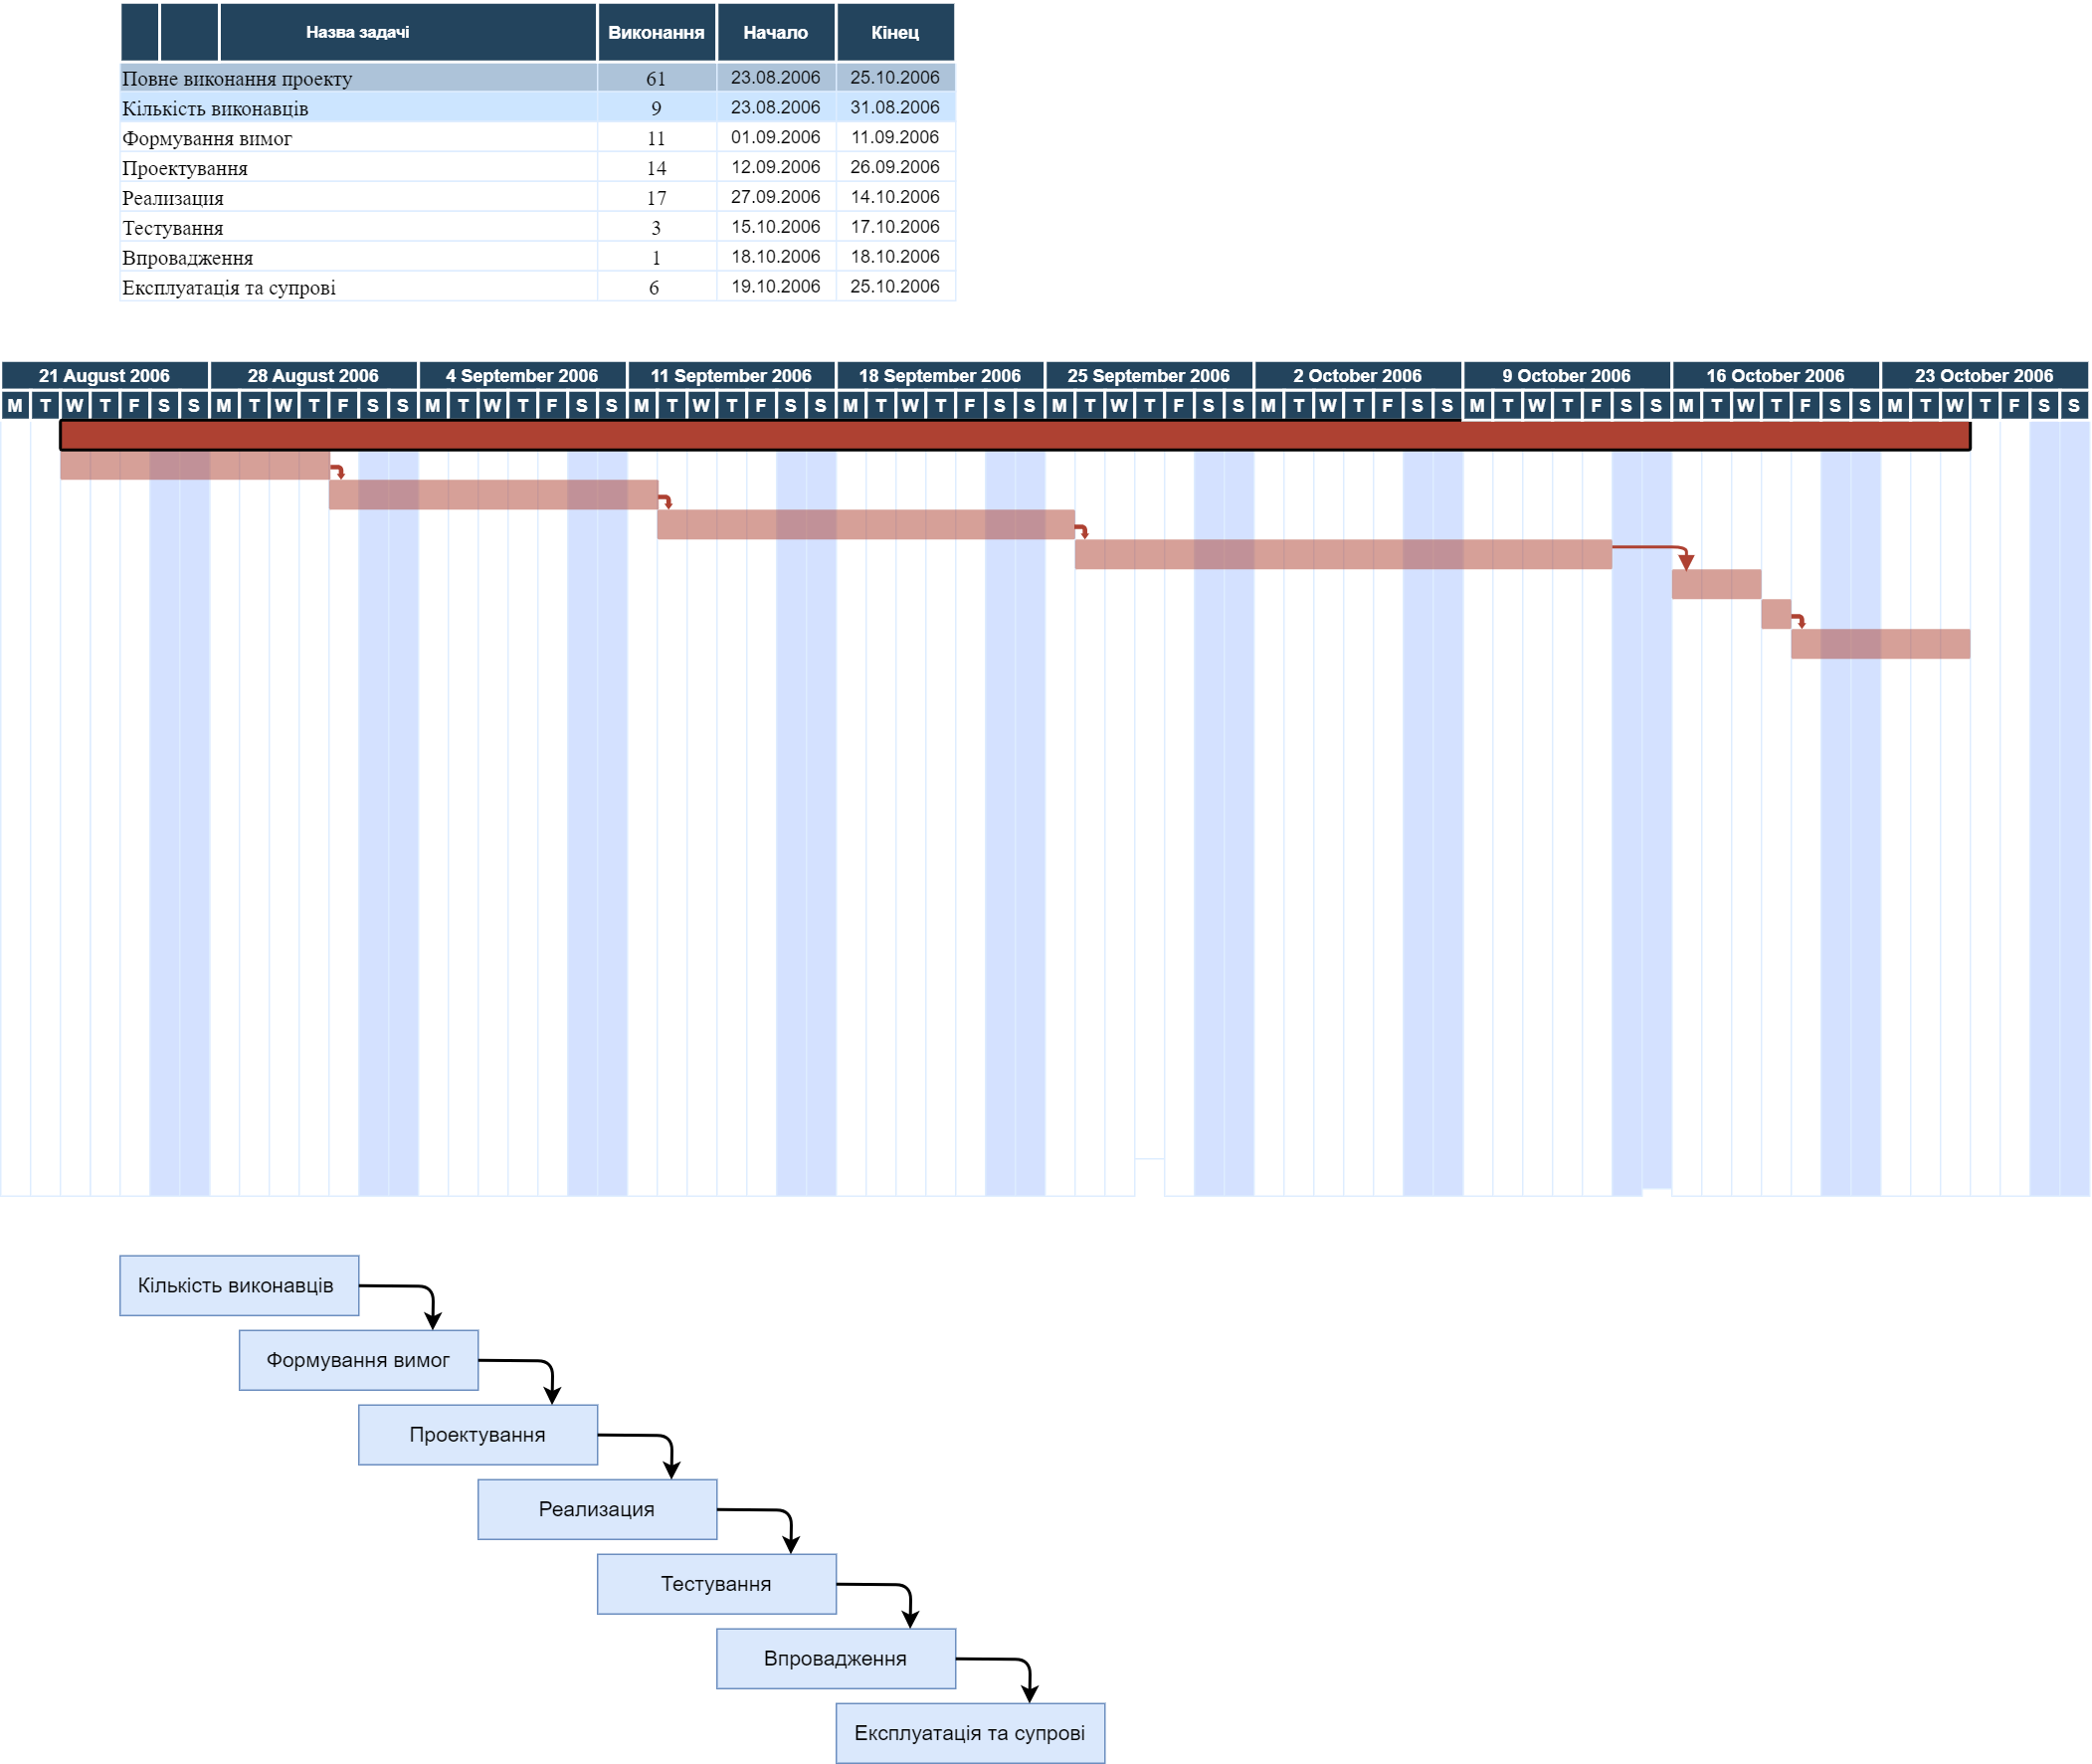 Назва задачі Виконання Начало Кінец
Повне виконання проекту 61 23.08.2006 25.10.2006
Кількість виконавців 9 23.08.2006 31.08.2006
Формування вимог 11 01.09.2006 11.09.2006
Проектування 14 12.09.2006 26.09.2006
Реализация 17 27.09.2006 14.10.2006
Тестування 3 15.10.2006 17.10.2006
Впровадження 1 18.10.2006 18.10.2006
Експлуатація та супрові 6 19.10.2006 25.10.2006
21 August 2006 28 August 2006 4 September 2006 11 September 2006 18 September 2006 25 September 2006 2 October 2006 9 October 2006 16 October 2006 23 October 2006
M T W T F S S M T W T F S S M T W T F S S M T W T F S S M T W T F S S M T W T F S S M T W T F S S M T W T F S S M T W T F S S M T W T F S S
Кількість виконавців
Формування вимог
Проектування
Реализация
Тестування
Впровадження
Експлуатація та супрові